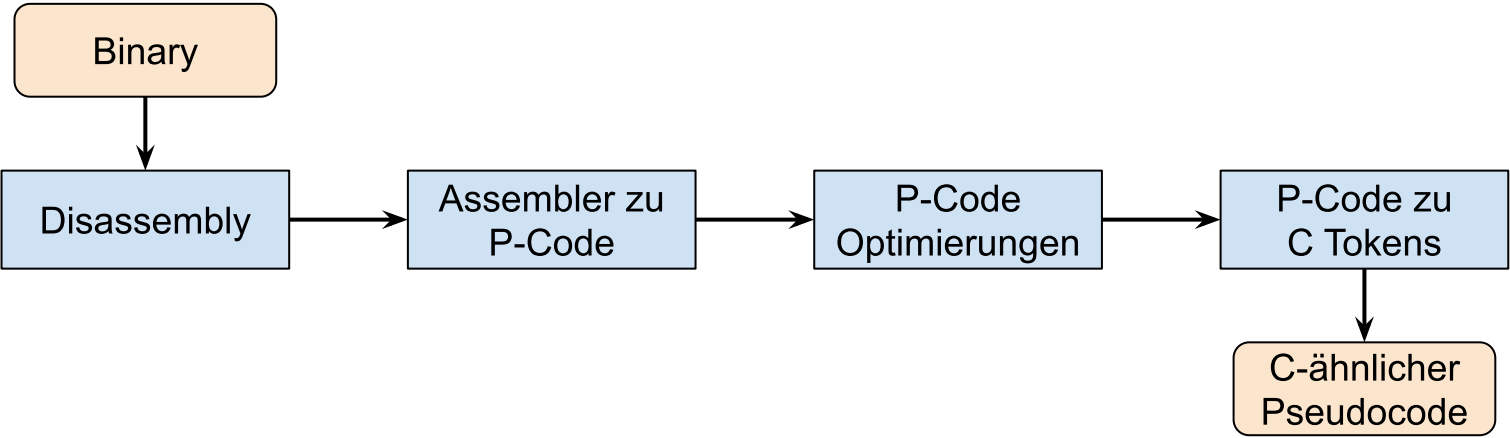 Binary
Disassembly
Assembler zu
P-Code
P-Code
Optimierungen
P-Code zu
C Tokens
C-ähnlicher
Pseudocode